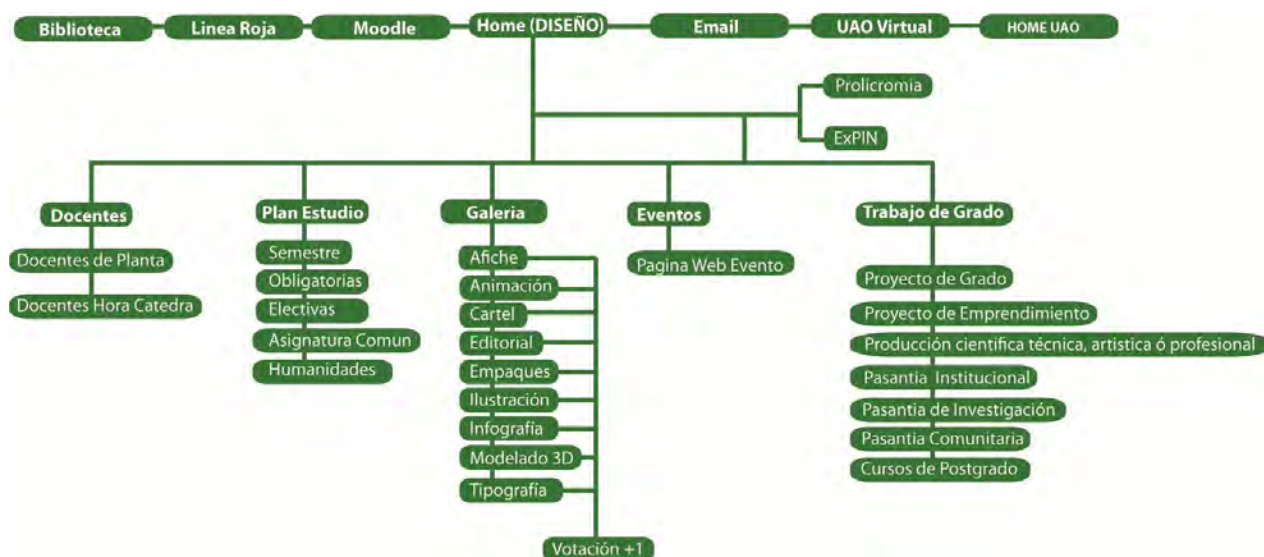 Biblioteca
Linea Roja
Moodle
Home (DISEÑO)
Email
UAO Virtual
HOME UAO
Prolicromia
ExPIN
Docentes
Docentes de Planta
Docentes Hora Catedra
Plan Estudio
Semestre
Obligatorias
Electivas
Asignatura Comun
Humanidades
Galeria
Afiche
Animación
Cartel
Editorial
Empaques
Ilustración
Infografía
Modelado 3D
Tipografía
Votación +1
Eventos
Pagina Web Evento
Trabajo de Grado
Proyecto de Grado
Proyecto de Emprendimiento
Producción cientifica técnica, artistica ó profesional
Pasantia Institucional
Pasantia de Investigación
Pasantia Comunitaria
Cursos de Postgrado